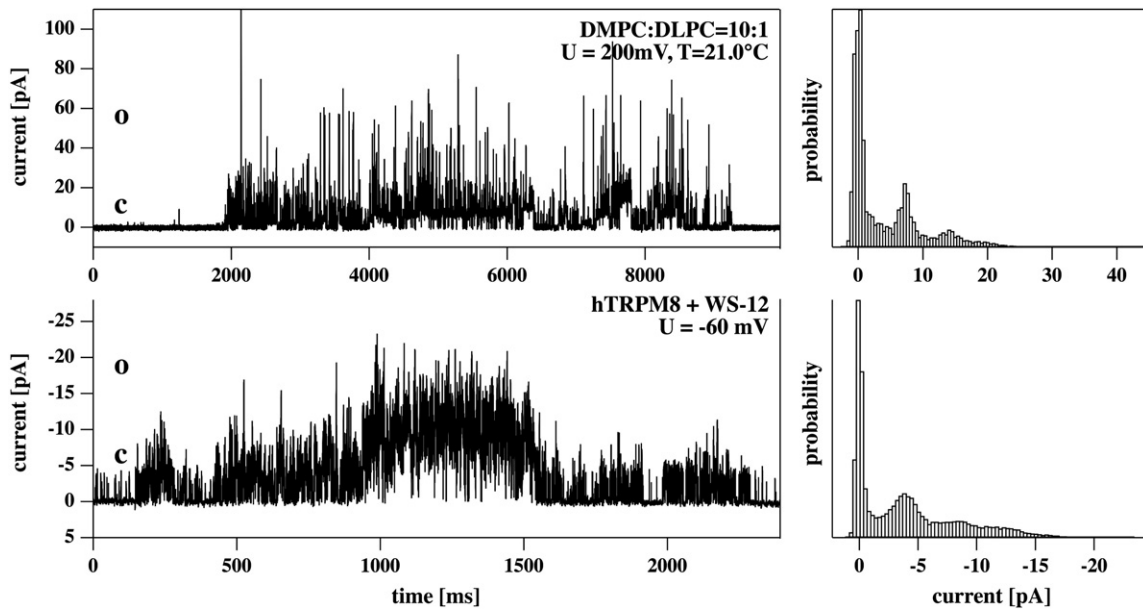 DMPC:DLPC=10:1
U = 200mV, T=21.0°C
current [pA]
100
80
60
40
20
0
o
c
0 2000 4000 6000 8000
probability
0 10 20 30 40
hTRPM8 + WS-12
U = -60 mV
current [pA]
-25
-20
-15
-10
-5
0
5
o
c
0 500 1000 1500 2000
time [ms]
probability
0 -5 -10 -15 -20
current [pA]